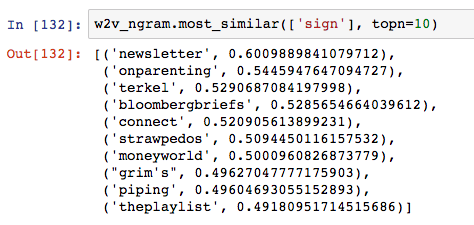 In [132]: w2v_ngram.most_similar(['sign'], topn=10)
Out[132]: [('newsletter', 0.6009889841079712),
('onparenting', 0.5445947647094727),
('terkel', 0.5290687084197998),
('bloombergbriefs', 0.5285654664039612),
('connect', 0.520905613899231),
('strawpedos', 0.5094450116157532),
('moneyworld', 0.5000960826873779),
("grim's", 0.49627047777175903),
('piping', 0.49604693055152893),
('theplaylist', 0.49180951714515686)]